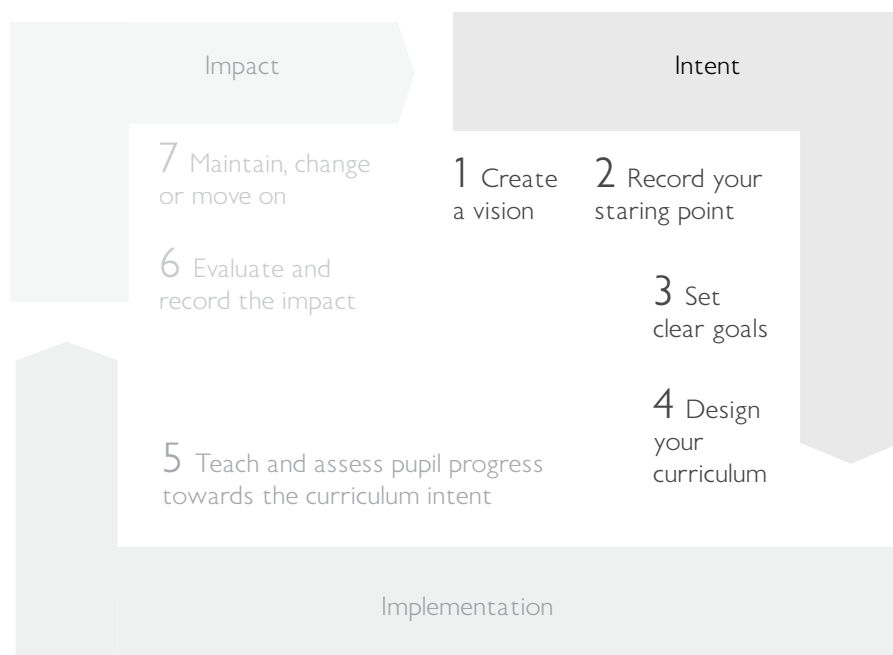 Impact
Intent
7 Maintain, change
or move on
6 Evaluate and
record the impact
1 Create
a vision
2 Record your
staring point
3 Set
clear goals
4 Design
your
curriculum
5 Teach and assess pupil progress
towards the curriculum intent
Implementation